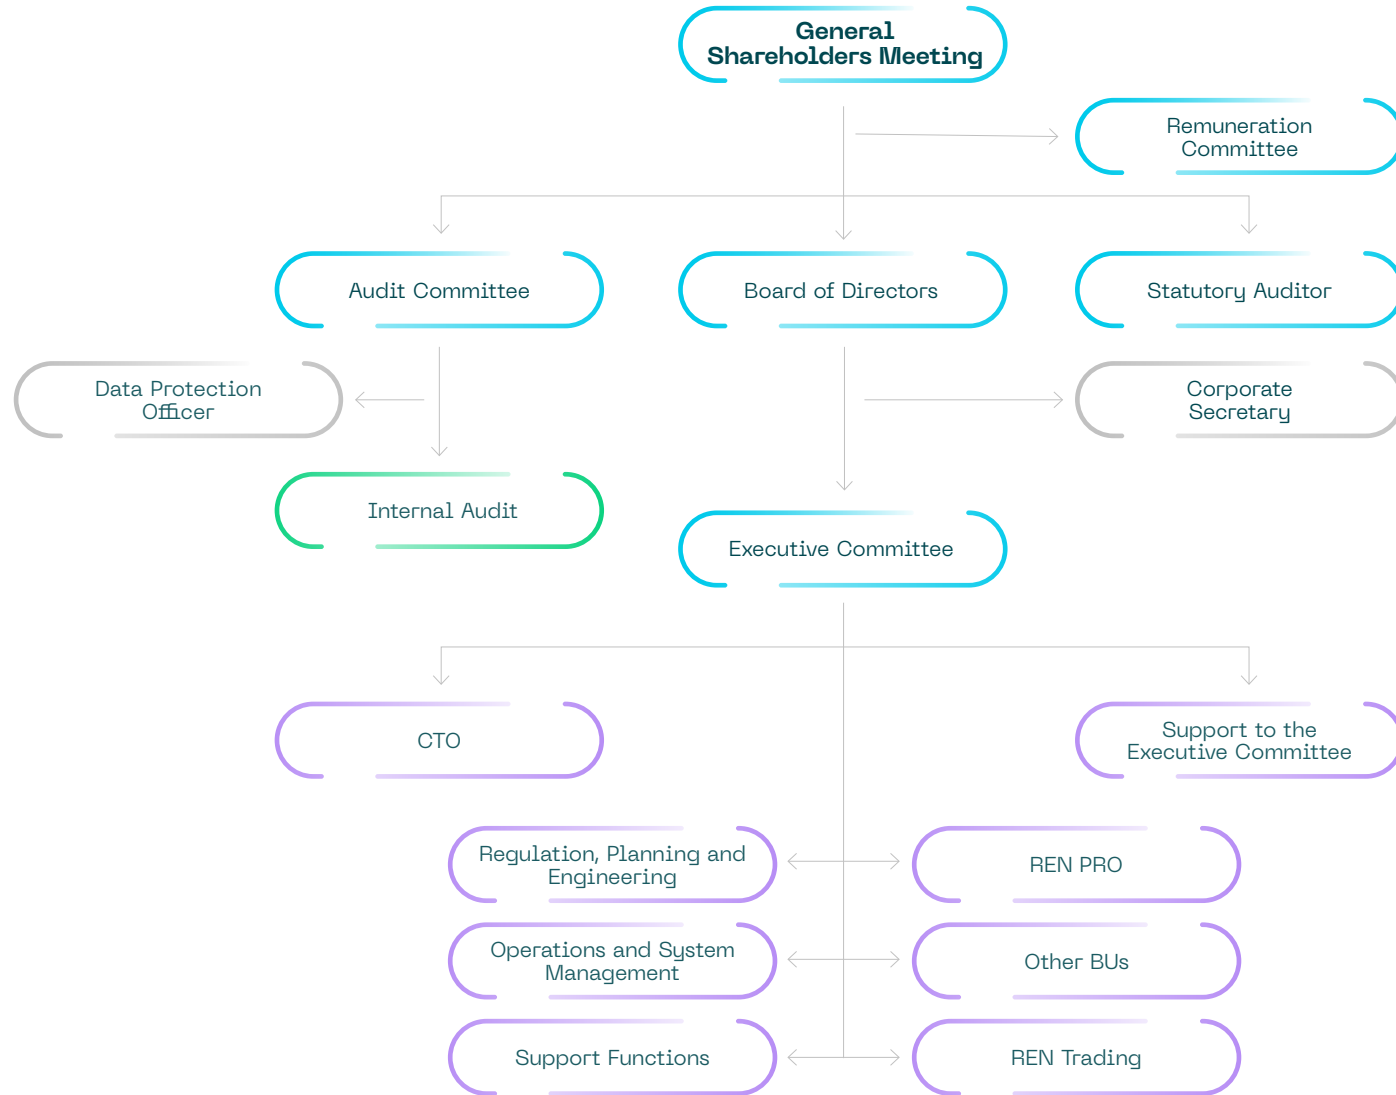 General
Shareholders Meeting
Remuneration
Committee
Audit Committee
Board of Directors
Statutory Auditor
Data Protection
Officer
Corporate
Secretary
Internal Audit
Executive Committee
CTO
Support to the
Executive Committee
Regulation, Planning and
Engineering
REN PRO
Operations and System
Management
Other BUs
Support Functions
REN Trading